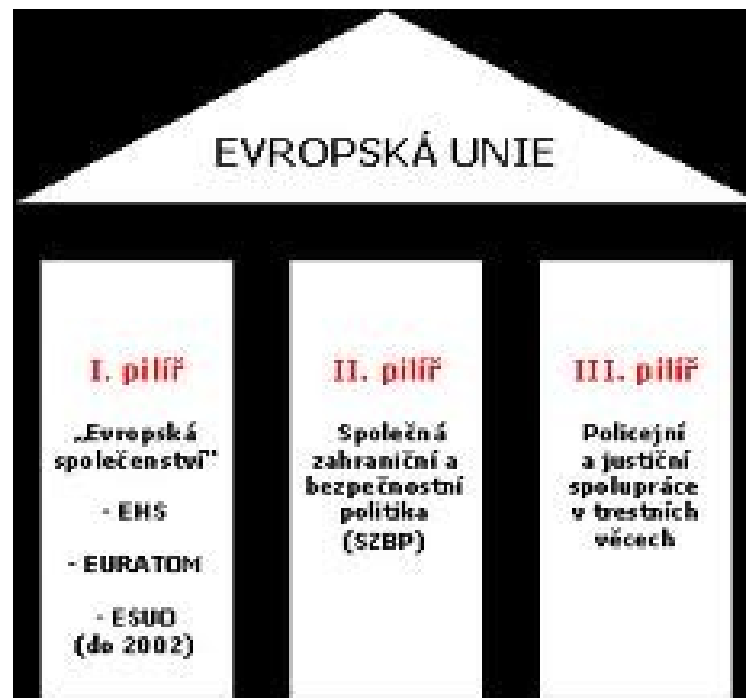 EVROPSKÁ UNIE
I. pilíř
„Evropská
společenství"
- EHS
- EURATOM
- ESUO
(do 2002)
II. pilíř
Společná
zahraniční a
bezpečnostní
politika
(SZBP)
III. pilíř
Policejní
a justiční
spolupráce
v trestních
věcech